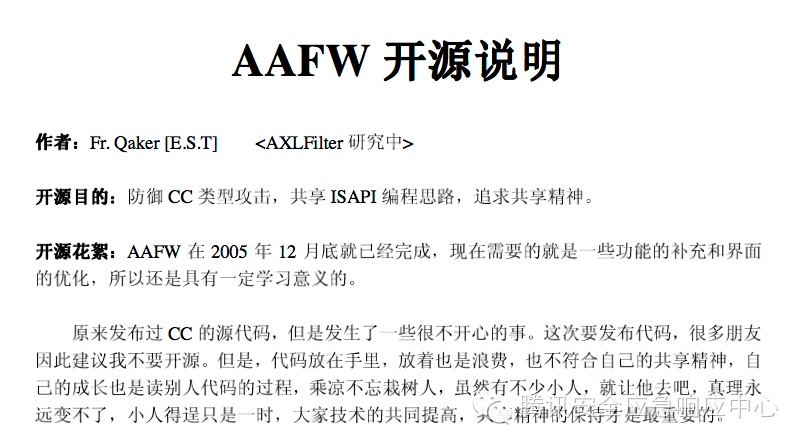 AAFW 开源说明
作者：Fr. Qaker [E.S.T]　　<AXLFilter 研究中>
开源目的：防御 CC 类型攻击，共享 ISAPI 编程思路，追求共享精神。
开源花絮：AAFW 在 2005 年 12 月底就已经完成，现在需要的就是一些功能的补充和界面
的优化，所以还是具有一定学习意义的。
原来发布过 CC 的源代码，但是发生了一些很不开心的事。这次要发布代码，很多朋友
因此建议我不要开源。但是，代码放在手里，放着也是浪费，也不符合自己的共享精神，自
己的成长也是读别人代码的过程，乘凉不忘栽树人，虽然有不少小人，就让他去吧，真理永
远变不了，小人得逞只是一时，大家技术的共同提高，共享精神的保持才是最重要的。
腾讯安全应急响应中心